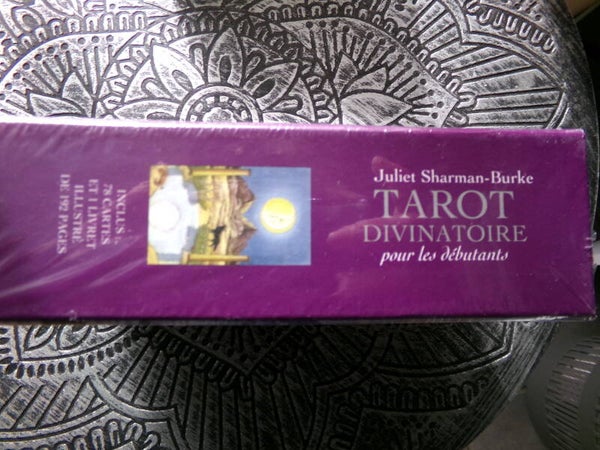 Juliet Sharman-Burke
TAROT
DIVINATOIRE
pour les débutants
INCLUS :
78 CARTES
ET 1 LIVRET
ILLUSTRÉ
DE 192 PAGES